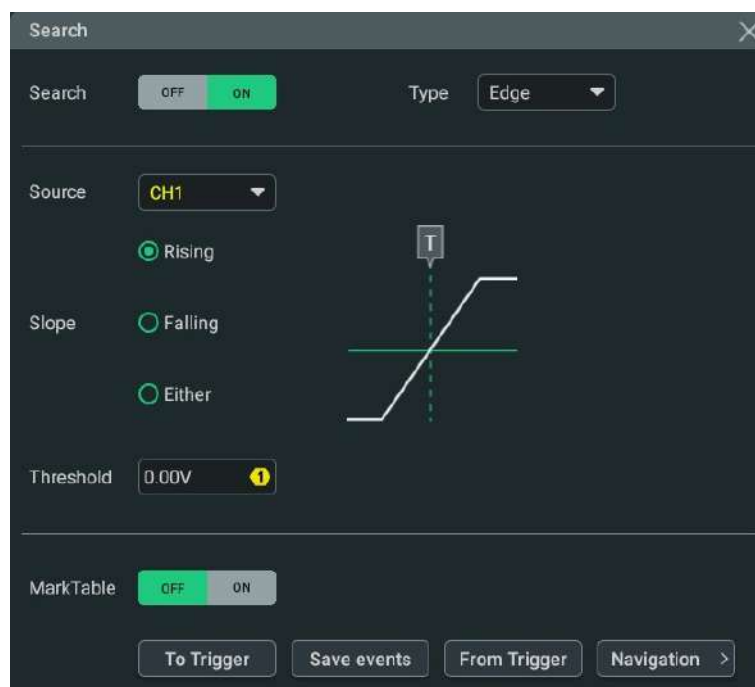 Search
Search OFF ON Type Edge
Source CH1
Rising
T
Slope Falling
Either
Threshold 0.00V 1
MarkTable OFF ON
To Trigger Save events From Trigger Navigation >